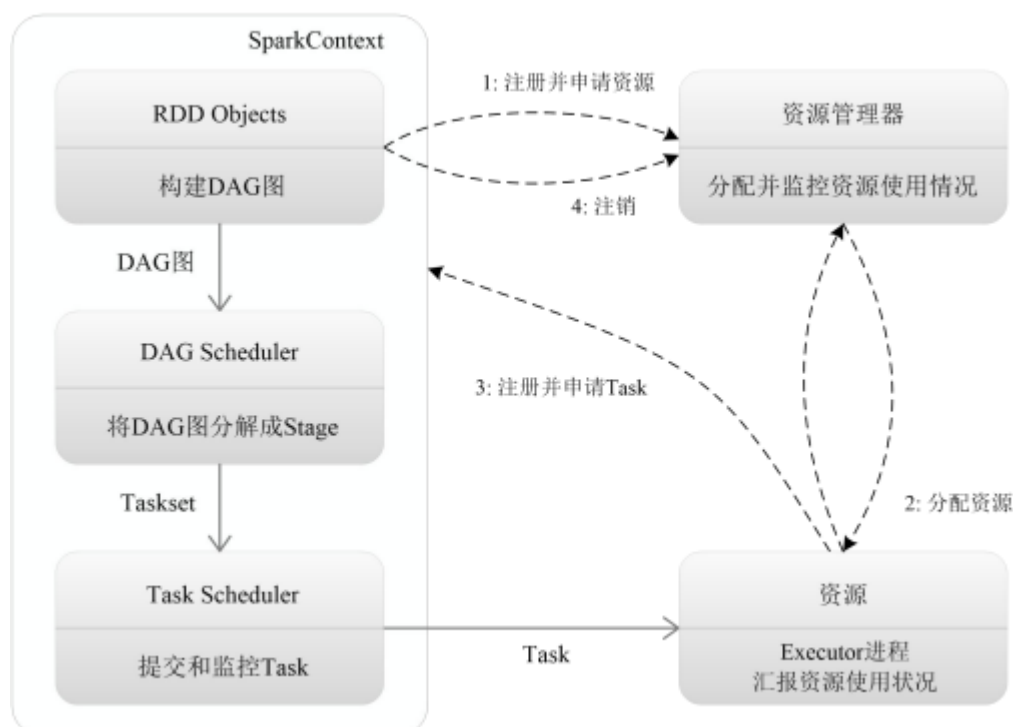 SparkContext
RDD Objects
构建DAG图
1: 注册并申请资源
资源管理器
分配并监控资源使用情况
4: 注销
DAG图
DAG Scheduler
将DAG图分解成Stage
3: 注册并申请Task
Taskset
2: 分配资源
Task Scheduler
提交和监控Task
Task
资源
Executor进程
汇报资源使用状况